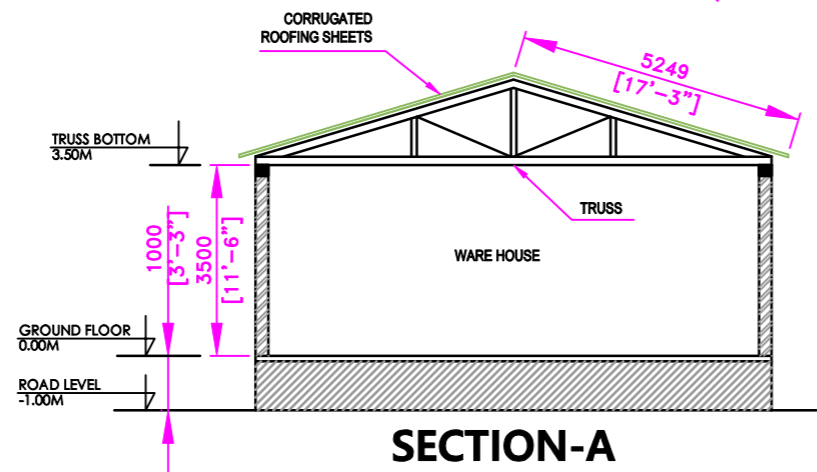 CORRUGATED
ROOFING SHEETS
5249
[17'-3"]
TRUSS BOTTOM
3.50M
TRUSS
1000
[3'-3"]
3500
[11'-6"]
WARE HOUSE
GROUND FLOOR
0.00M
ROAD LEVEL
-1.00M
SECTION-A